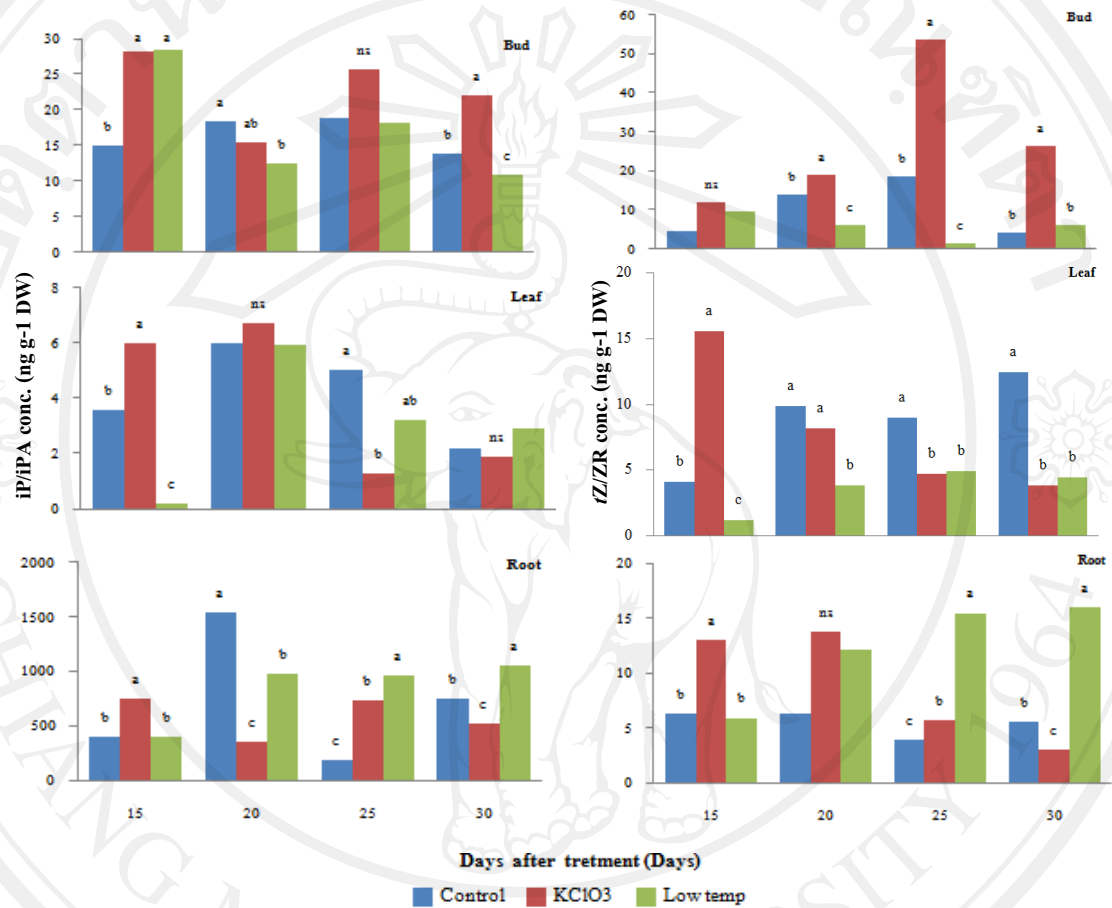 Bud
30
25
20
15
10
5
0
b a a
a ab b
ns
b a c
Bud
60
50
40
30
20
10
0
ns
b a c
b a c
b a b
iP/iPA conc. (ng g-1 DW)
Leaf
8
6
4
2
0
b a c
ns
a b ab
ns
tZ/ZR conc. (ng g-1 DW)
Leaf
20
15
10
5
0
b a c
a a b
a b b
a b b
Root
2000
1500
1000
500
0
b a b
a c b
c b a
b c a
15 20 25 30
Root
20
15
10
5
0
b a b
ns
c b a
b c a
15 20 25 30
Days after tretment (Days)
Control KClO3 Low temp
CHIANG
SITY 1964